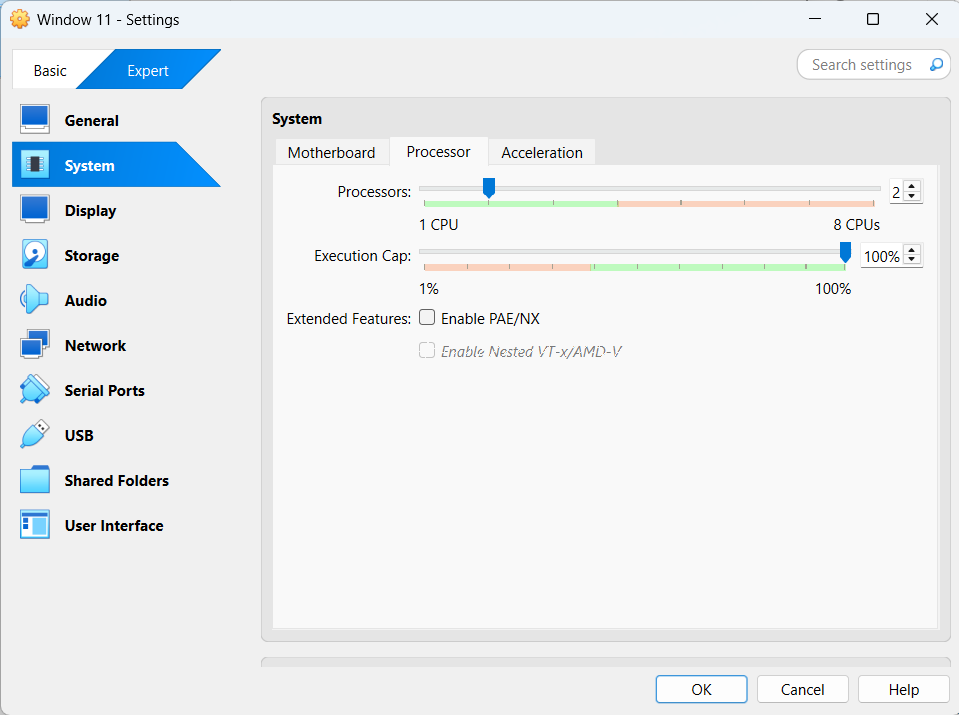 Window 11 - Settings
Basic
Expert
Search settings
General
System
Display
Storage
Audio
Network
Serial Ports
USB
Shared Folders
User Interface
System
Motherboard
Processor
Acceleration
Processors:
2
1 CPU
8 CPUs
Execution Cap:
100%
1%
100%
Extended Features:
Enable PAE/NX
Enable Nested VT-x/AMD-V
OK
Cancel
Help